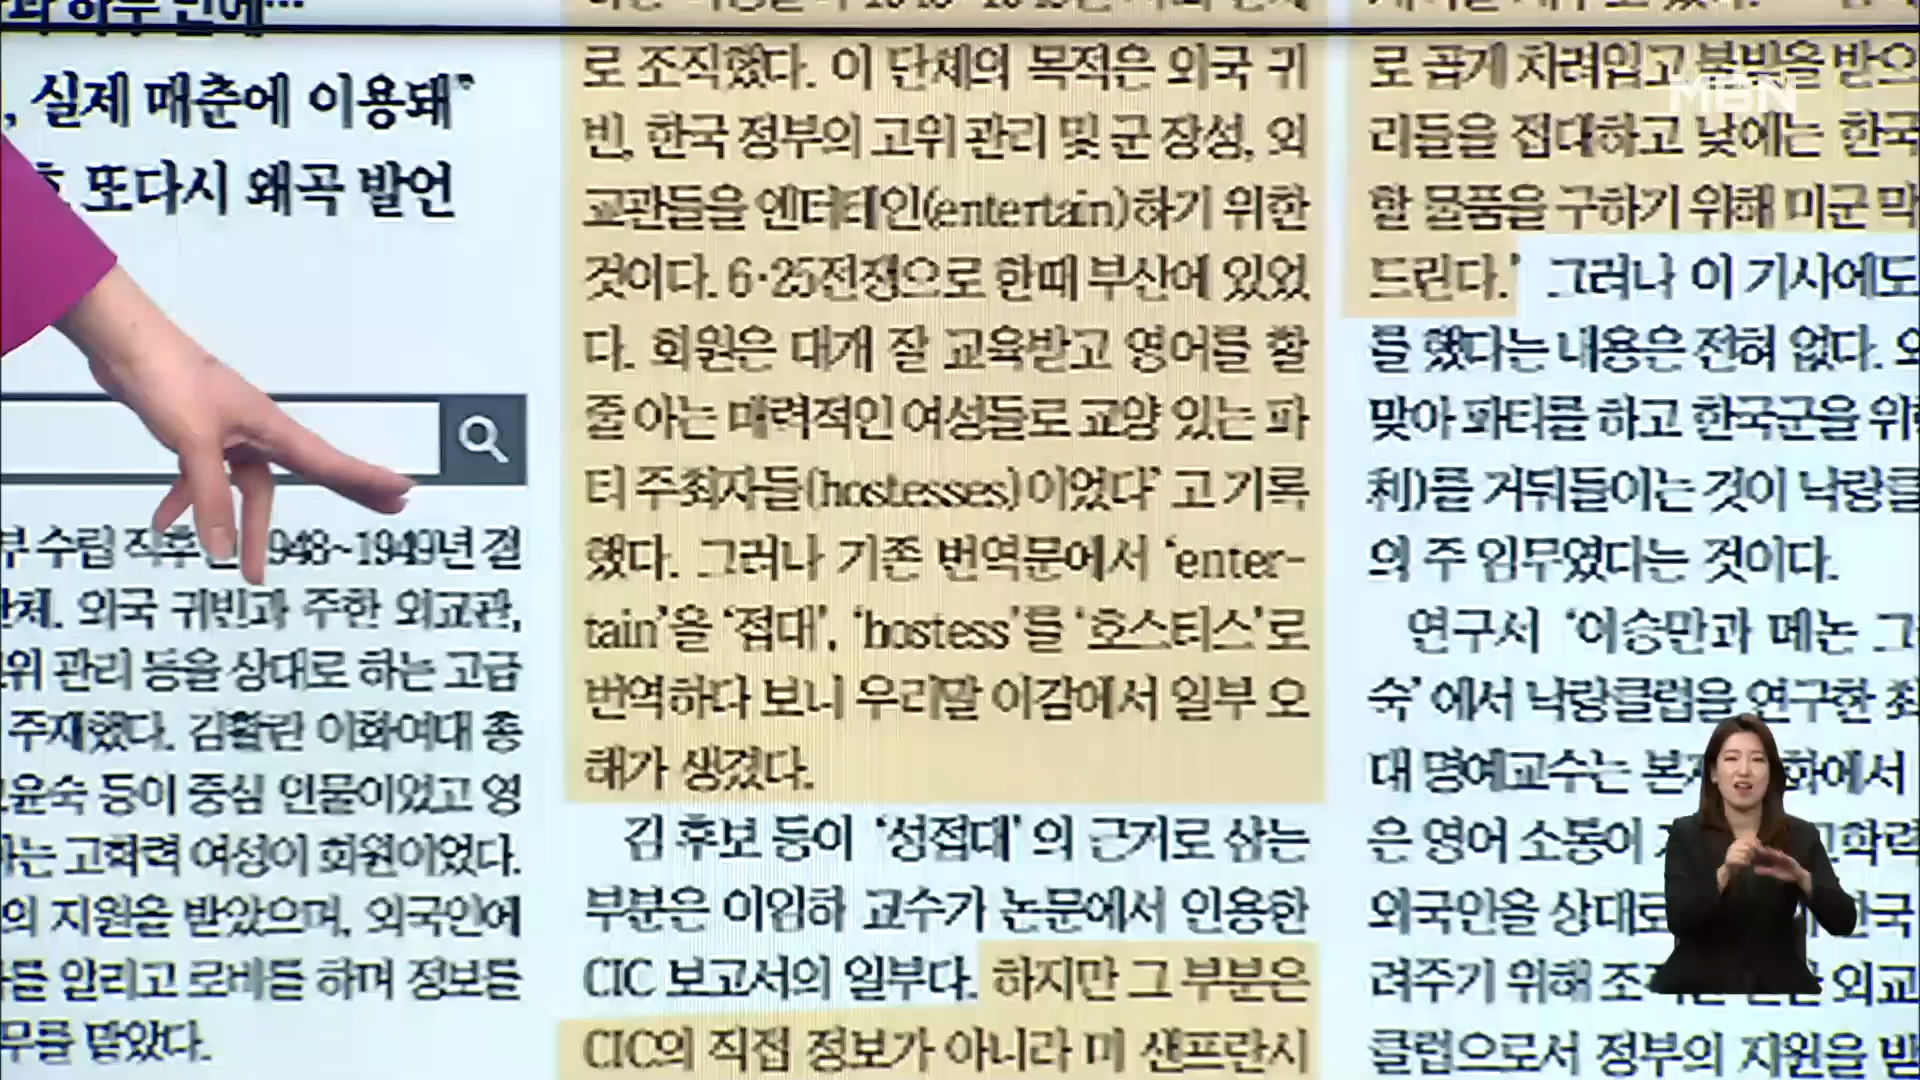 , 실제 매춘에 이용돼"
또다시 왜곡 발언
부 수립 직후 948~1949년 결
외국 귀빈과 주한 외교관,
위 관리 등을 상대로 하는 고급
주재했다. 김활란 이화여대 총
윤숙 등이 중심 인물이었고 영
는 고학력 여성이 회원이었다.
의 지원을 받았으며, 외국인에
를 알리고 로비를 하며 정보를
무를 맡았다.
로 조직했다. 이 단체의 목적은 외국 귀
빈, 한국 정부의 고위 관리 및 군 장성, 외
교관들을 엔터테인(entertain)하기 위한
것이다. 6·25전쟁으로 한때 부산에 있었
다. 회원은 대개 잘 교육받고 영어를 할
줄 아는 매력적인 여성들로 교양 있는 파
티 주최자들(hostesses)이었다’고 기록
했다. 그러나 기존 번역문에서 ‘enter-
tain’을 ‘접대’, ‘hostess’를 ‘호스티스’로
번역하다 보니 우리말 어감에서 일부 오
해가 생겼다.
김 후보 등이 ‘성접대’의 근거로 삼는
부분은 이임하 교수가 논문에서 인용한
CIC 보고서의 일부다. 하지만 그 부분은
CIC의 직접 정보가 아니라 미 샌프란시
로 곱게 차려입고 불빛을 받으
리들을 접대하고 낮에는 한국
할 물품을 구하기 위해 미군 막
드린다.’ 그러나 이 기사에도
를 했다는 내용은 전혀 없다. 외
맞아 파티를 하고 한국군을 위한
利)를 거둬들이는 것이 낙랑클
의 주 임무였다는 것이다.
연구서 ‘이승만과 메논 그
숙’에서 낙랑클럽을 연구한 최
대 명예교수는 화에서
은 영어 소통이 고학력
외국인을 상대로 한국
려주기 위해 외교
클럽으로서 정부의 지원을 받
MBN